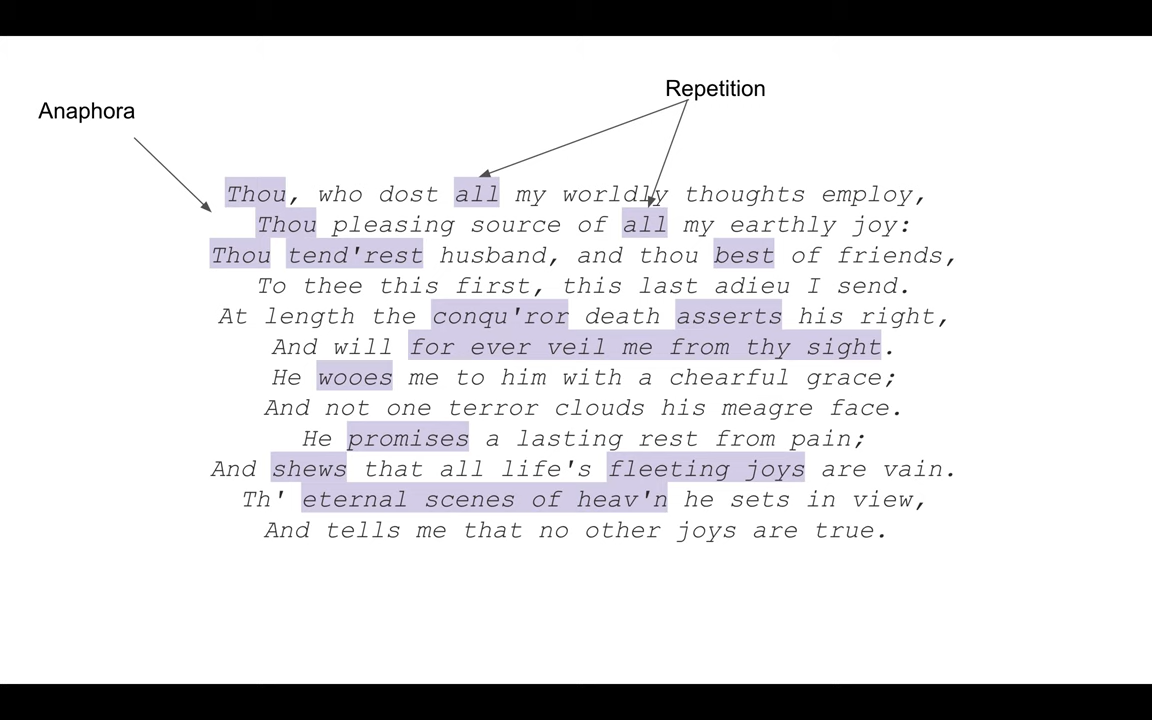 Repetition
Anaphora
Thou, who dost all my worldly thoughts employ,
Thou pleasing source of all my earthly joy:
Thou tend'rest husband, and thou best of friends,
To thee this first, this last adieu I send.
At length the conqu'ror death asserts his right,
And will for ever veil me from thy sight.
He wooes me to him with a chearful grace;
And not one terror clouds his meagre face.
He promises a lasting rest from pain;
And shews that all life's fleeting joys are vain.
Th' eternal scenes of heav'n he sets in view,
And tells me that no other joys are true.